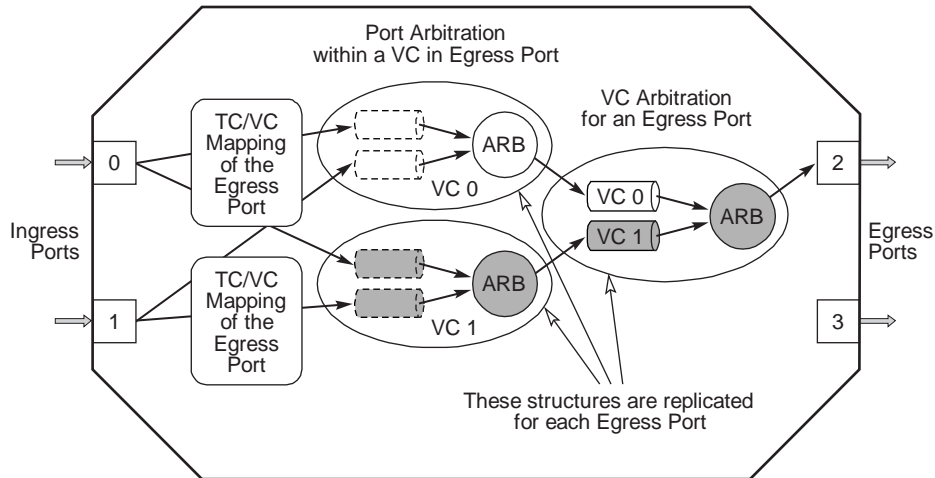 Port Arbitration
within a VC in Egress Port
VC Arbitration
for an Egress Port
TC/VC
Mapping
of the
Egress
Port
0
ARB
VC 0
2
Ingress
Ports
VC 0
VC 1
ARB
Egress
Ports
TC/VC
Mapping
of the
Egress
Port
1
ARB
VC 1
3
These structures are replicated
for each Egress Port